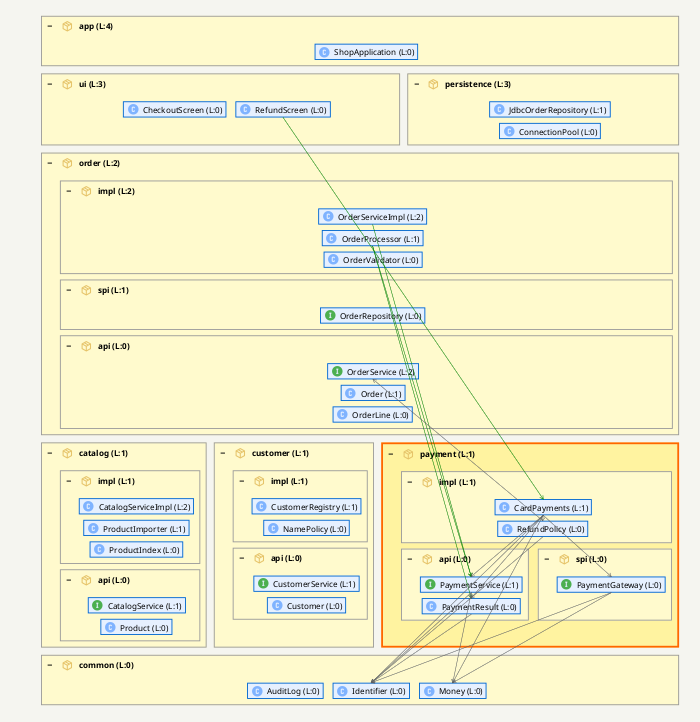 app (L:4)
ShopApplication (L:0)
ui (L:3)
CheckoutScreen (L:0)
RefundScreen (L:0)
persistence (L:3)
JdbcOrderRepository (L:1)
ConnectionPool (L:0)
order (L:2)
impl (L:2)
OrderServiceImpl (L:2)
OrderProcessor (L:1)
OrderValidator (L:0)
spi (L:1)
OrderRepository (L:0)
api (L:0)
OrderService (L:2)
Order (L:1)
OrderLine (L:0)
catalog (L:1)
impl (L:1)
CatalogServiceImpl (L:2)
ProductImporter (L:1)
ProductIndex (L:0)
api (L:0)
CatalogService (L:1)
Product (L:0)
customer (L:1)
impl (L:1)
CustomerRegistry (L:1)
NamePolicy (L:0)
api (L:0)
CustomerService (L:1)
Customer (L:0)
payment (L:1)
impl (L:1)
CardPayments (L:1)
RefundPolicy (L:0)
api (L:0)
PaymentService (L:1)
PaymentResult (L:0)
spi (L:0)
PaymentGateway (L:0)
common (L:0)
AuditLog (L:0)
Identifier (L:0)
Money (L:0)